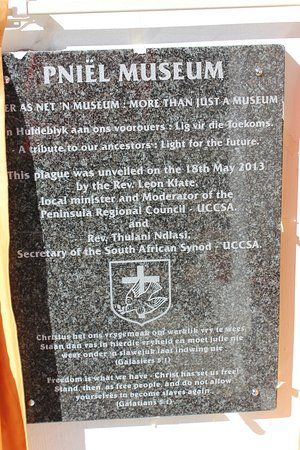 PNIËL MUSEUM
ER AS NET 'N MUSEUM : MORE THAN JUST A MUSEUM
n Huldeblyk aan ons voorouers : Lig vir die Toekoms.
- A tribute to our ancestors : Light for the future.
This plague was unveiled on the 18th May 2013
by the Rev. Leon Klate,
local minister and Moderator of the
Peninsula Regional Council - UCCSA.
and
Rev, Thulani Ndlasi,
Secretary of the South African Synod - UCCSA.
Christus het ons vrygemaak om werklik vry te wees
Staan dan vas in hierdie vryheid en moet julle nie
weer onder 'n slawejuk laat indwing nie
(Galasiërs 5:1)
Freedom is what we have - Christ has set us free!
Stand, then, as free people, and do not allow
yourselves to become slaves again.
(Galatians 5:1)